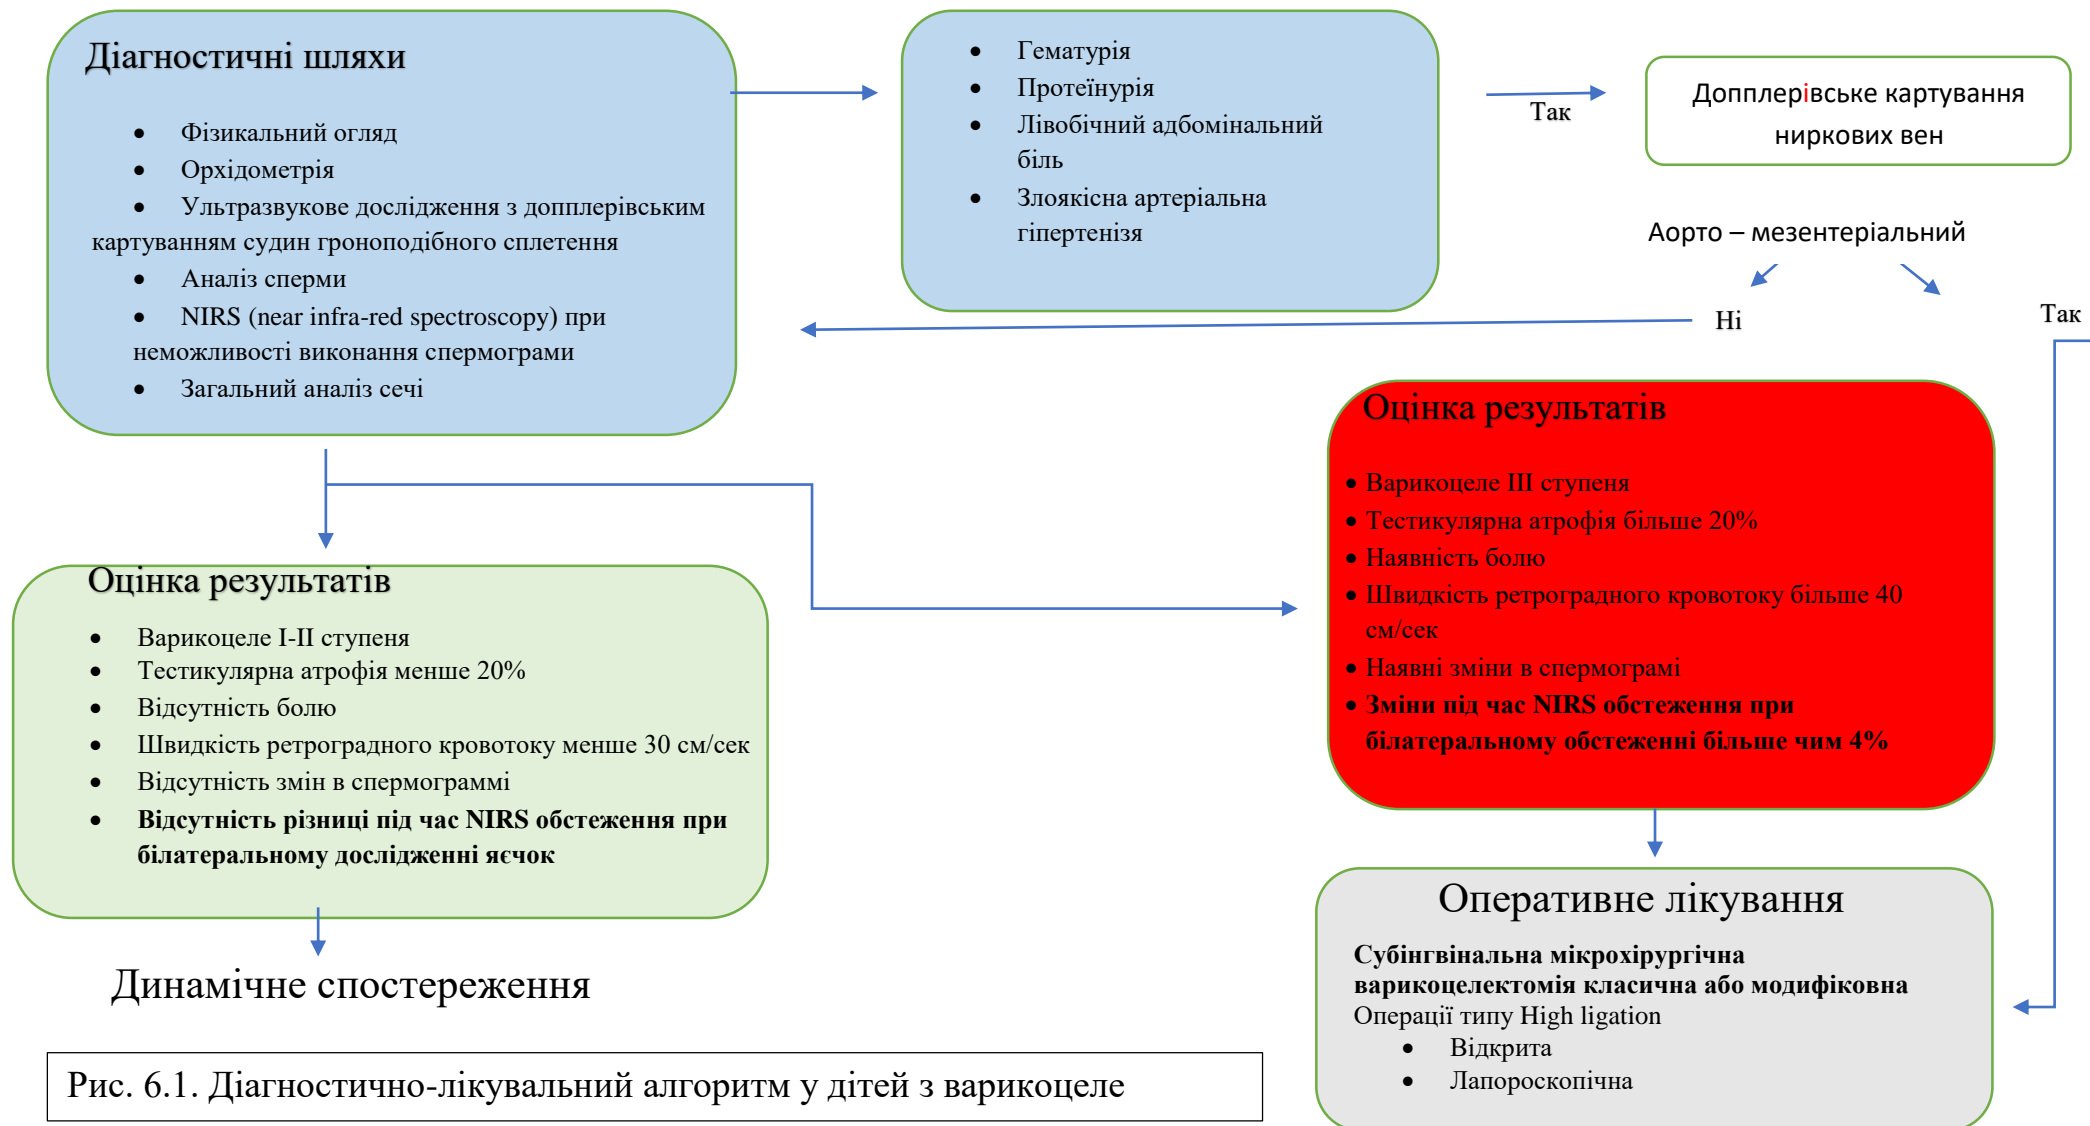 Діагностичні шляхи
• Фізикальний огляд
• Орхідометрія
• Ультразвукове дослідження з допплерівським
картуванням судин гроноподібного сплетення
• Аналіз сперми
• NIRS (near infra-red spectroscopy) при
неможливості виконання спермограми
• Загальний аналіз сечі
• Гематурія
• Протеїнурія
• Лівобічний адбомінальний
біль
• Злоякісна артеріальна
гіпертенізя
Так
Допплерівське картування
ниркових вен
Аорто – мезентеріальний
Ні
Так
Оцінка результатів
• Варикоцеле І-ІІ ступеня
• Тестикулярна атрофія менше 20%
• Відсутність болю
• Швидкість ретроградного кровотоку менше 30 см/сек
• Відсутність змін в спермограммі
• Відсутність різниці під час NIRS обстеження при
білатеральному дослідженні яєчок
Динамічне спостереження
Оцінка результатів
• Варикоцеле ІІІ ступеня
• Тестикулярна атрофія більше 20%
• Наявність болю
• Швидкість ретроградного кровотоку більше 40
см/сек
• Наявні зміни в спермограмі
• Зміни під час NIRS обстеження при
білатеральному обстеженні більше чим 4%
Оперативне лікування
Субінгвінальна мікрохірургічна
варикоцелектомія класична або модифіковна
Операції типу High ligation
• Відкрита
• Лапороскопічна
Рис. 6.1. Діагностично-лікувальний алгоритм у дітей з варикоцеле